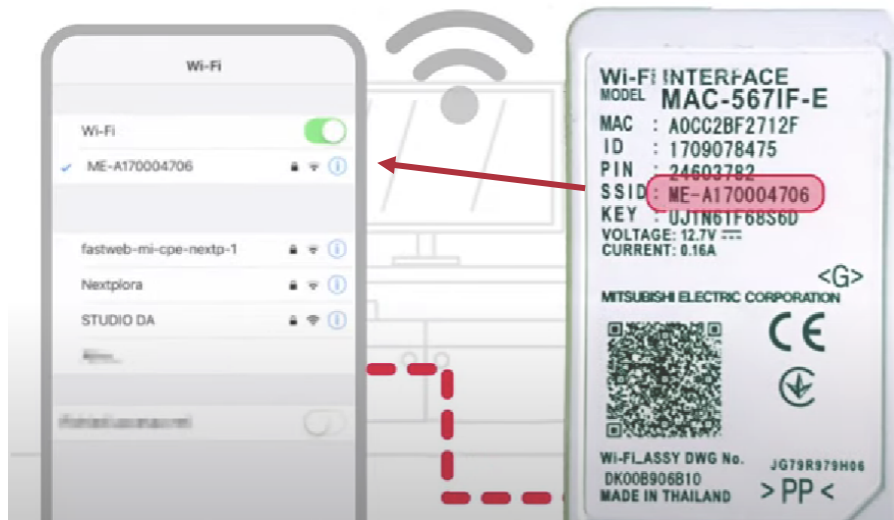 Wi-Fi
Wi-Fi
ME-A170004706
fastweb-mi-cpe-nextp-1
Nextplora
STUDIO DA
Wi-Fi INTERFACE
MODEL MAC-567IF-E
MAC : A0CC2BF2712F
ID : 1709078475
PIN : 24603782
SSID : ME-A170004706
KEY : UJ1N61F68S6D
VOLTAGE: 12.7V
CURRENT: 0.16A
<G>
MITSUBISHI ELECTRIC CORPORATION
CE
Wi-Fi_ASSY DWG No.
JG79R979H06
DK00B906B10
MADE IN THAILAND
>PP<